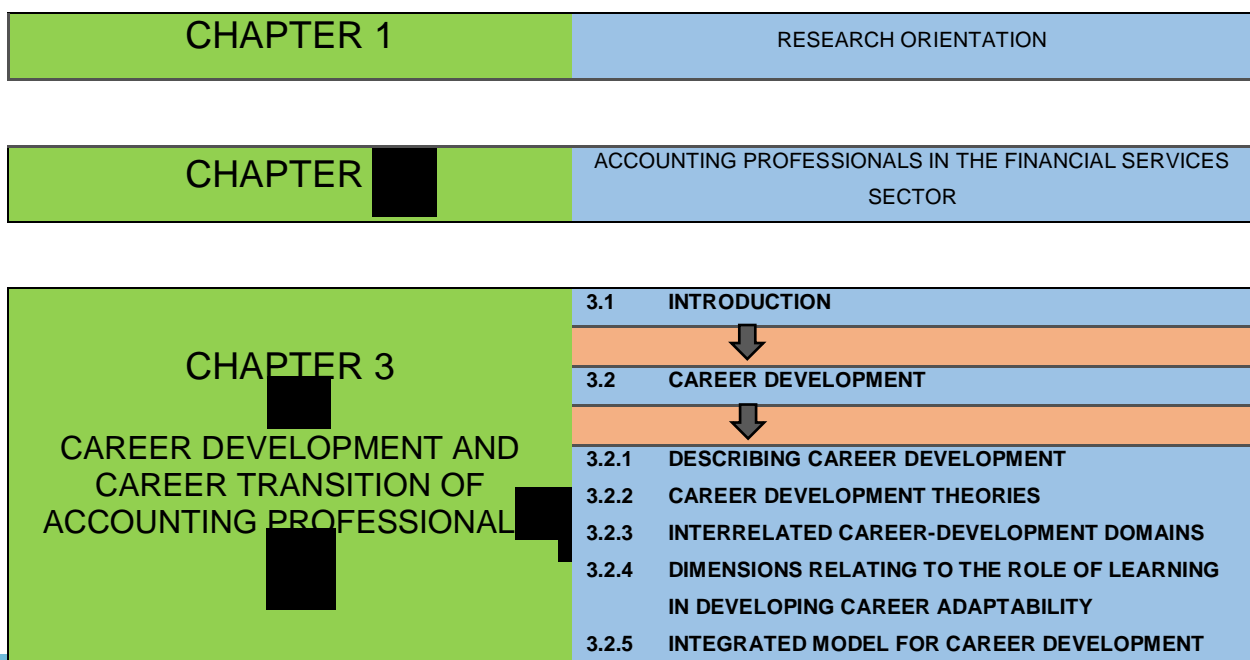 CHAPTER 1
RESEARCH ORIENTATION
CHAPTER
ACCOUNTING PROFESSIONALS IN THE FINANCIAL SERVICES
SECTOR
CHAPTER 3
CAREER DEVELOPMENT AND
CAREER TRANSITION OF
ACCOUNTING PROFESSIONAL
3.1 INTRODUCTION
3.2 CAREER DEVELOPMENT
3.2.1 DESCRIBING CAREER DEVELOPMENT
3.2.2 CAREER DEVELOPMENT THEORIES
3.2.3 INTERRELATED CAREER-DEVELOPMENT DOMAINS
3.2.4 DIMENSIONS RELATING TO THE ROLE OF LEARNING
IN DEVELOPING CAREER ADAPTABILITY
3.2.5 INTEGRATED MODEL FOR CAREER DEVELOPMENT